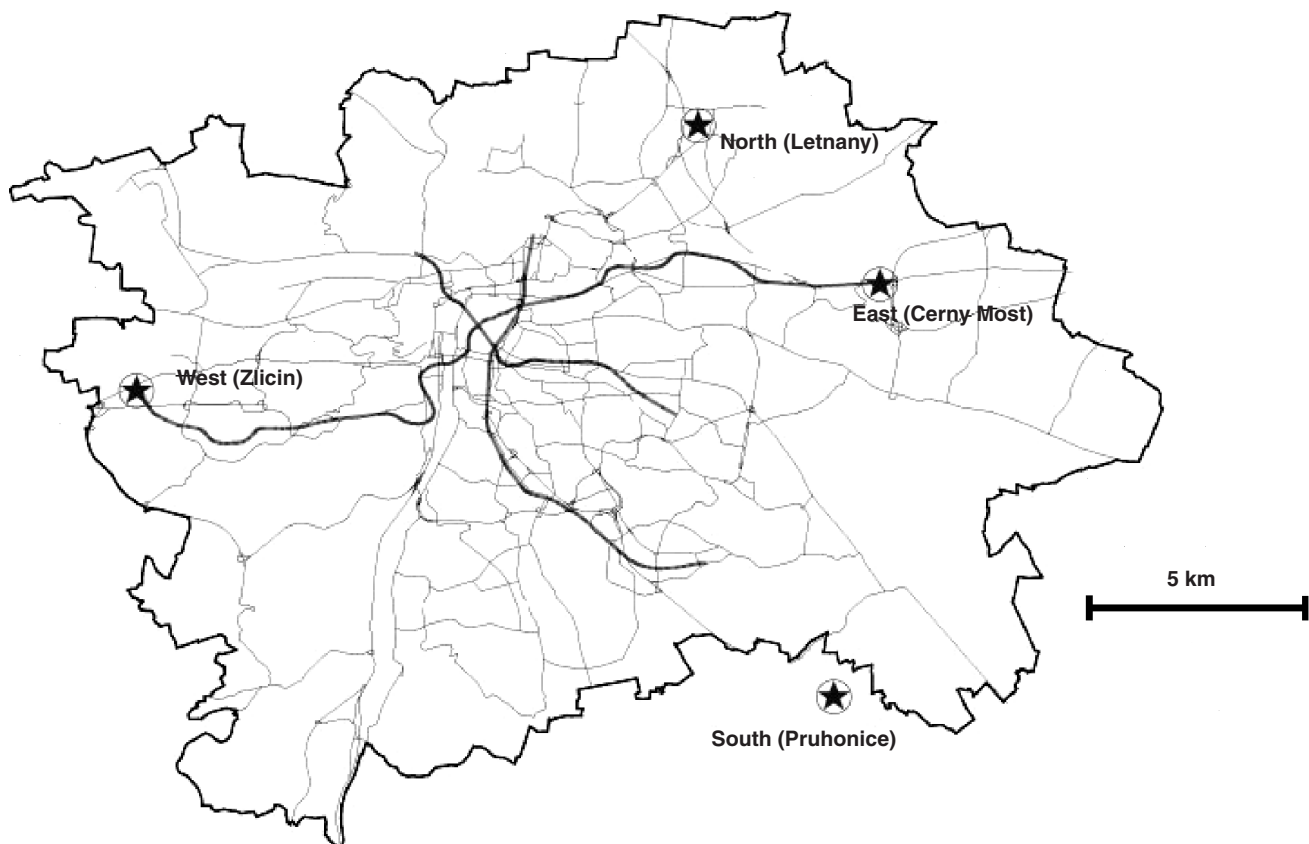 North (Letnany)
East (Cerny Most)
West (Zlicin)
5 km
South (Pruhonice)